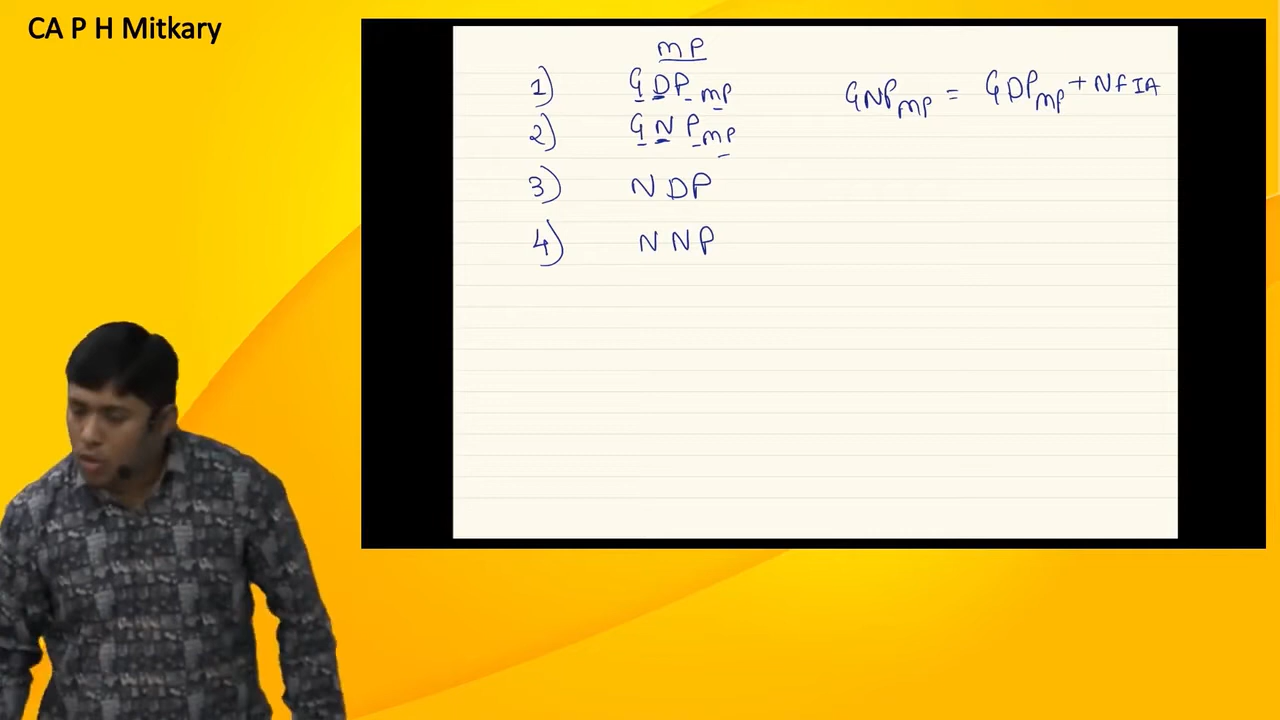 CA P H Mitkary
MP
1) GDP MP
GNP MP = GDP MP + NFIA
2) GNP MP
3) NDP
4) NNP